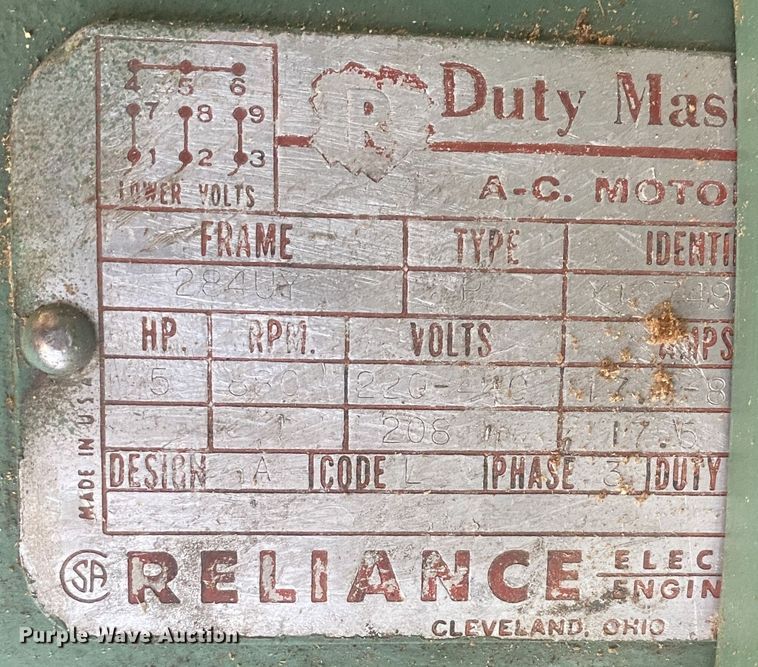 4 5 6
7 8 9
1 2 3
LOWER VOLTS
R
Duty Mas
A-C. MOTO
FRAME TYPE IDENTI
P
HP. RPM. VOLTS AMPS
5
208 17.6
DESIGN A CODE L PHASE 3 DUTY
MADE IN U.S.A.
SA RELIANCE ELEC
ENGIN
CLEVELAND, OHIO
Purple Wave Auction